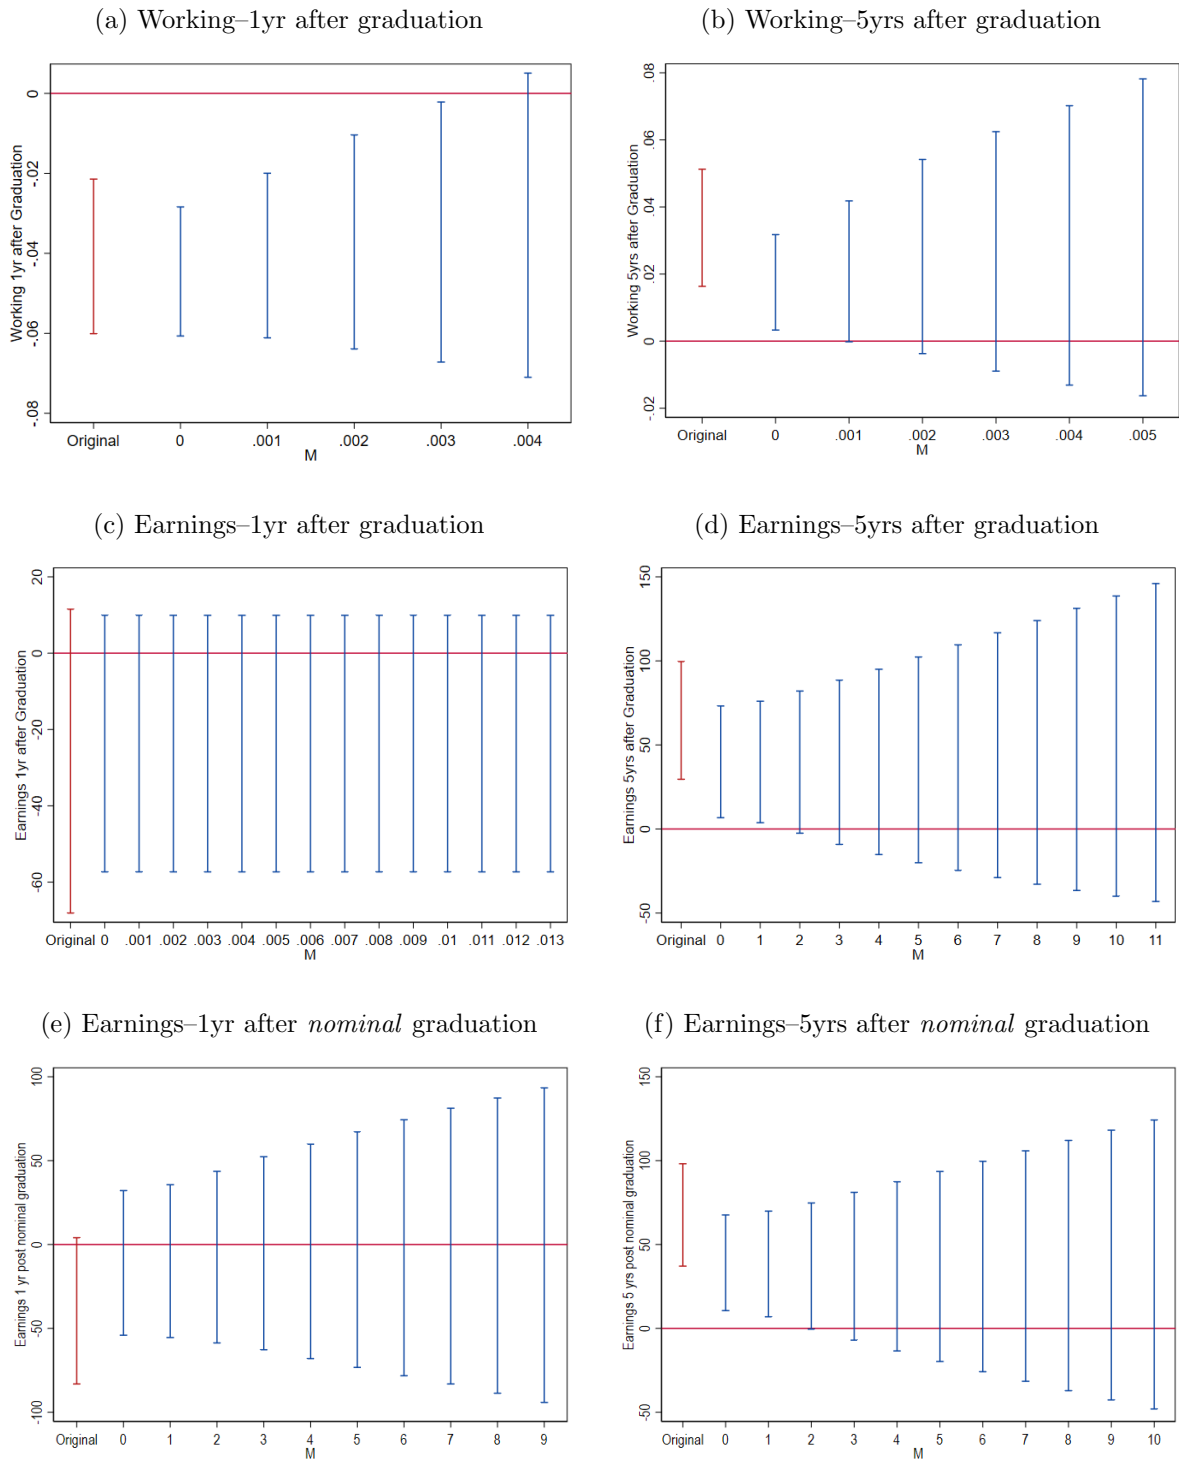 (a) Working–1yr after graduation
Working 1yr after Graduation
0
-.02
-.04
-.06
-.08
Original 0 .001 .002 .003 .004
M
(b) Working–5yrs after graduation
Working 5yrs after Graduation
.08
.06
.04
.02
0
-.02
Original 0 .001 .002 .003 .004 .005
M
(c) Earnings–1yr after graduation
Earnings 1yr after Graduation
20
0
-20
-40
-60
Original 0 .001 .002 .003 .004 .005 .006 .007 .008 .009 .01 .011 .012 .013
M
(d) Earnings–5yrs after graduation
Earnings 5yrs after Graduation
150
100
50
0
-50
Original 0 1 2 3 4 5 6 7 8 9 10 11
M
(e) Earnings–1yr after nominal graduation
Earnings 1 yr post nominal graduation
100
50
0
-50
-100
Original 0 1 2 3 4 5 6 7 8 9
M
(f) Earnings–5yrs after nominal graduation
Earnings 5 yrs post nominal graduation
150
100
50
0
-50
Original 0 1 2 3 4 5 6 7 8 9 10
M